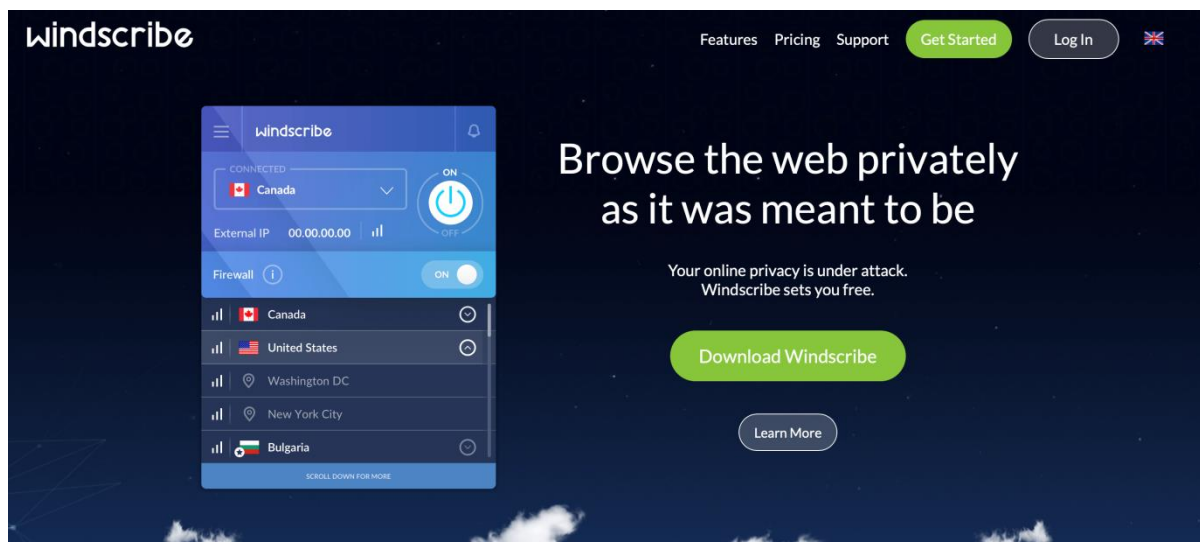 windscribe
Features Pricing Support Get Started Log In
windscribe
CONNECTED
Canada
ON
External IP 00.00.00.00
OFF
Firewall i ON
Canada
United States
Washington DC
New York City
Bulgaria
SCROLL DOWN FOR MORE
Browse the web privately
as it was meant to be
Your online privacy is under attack.
Windscribe sets you free.
Download Windscribe
Learn More